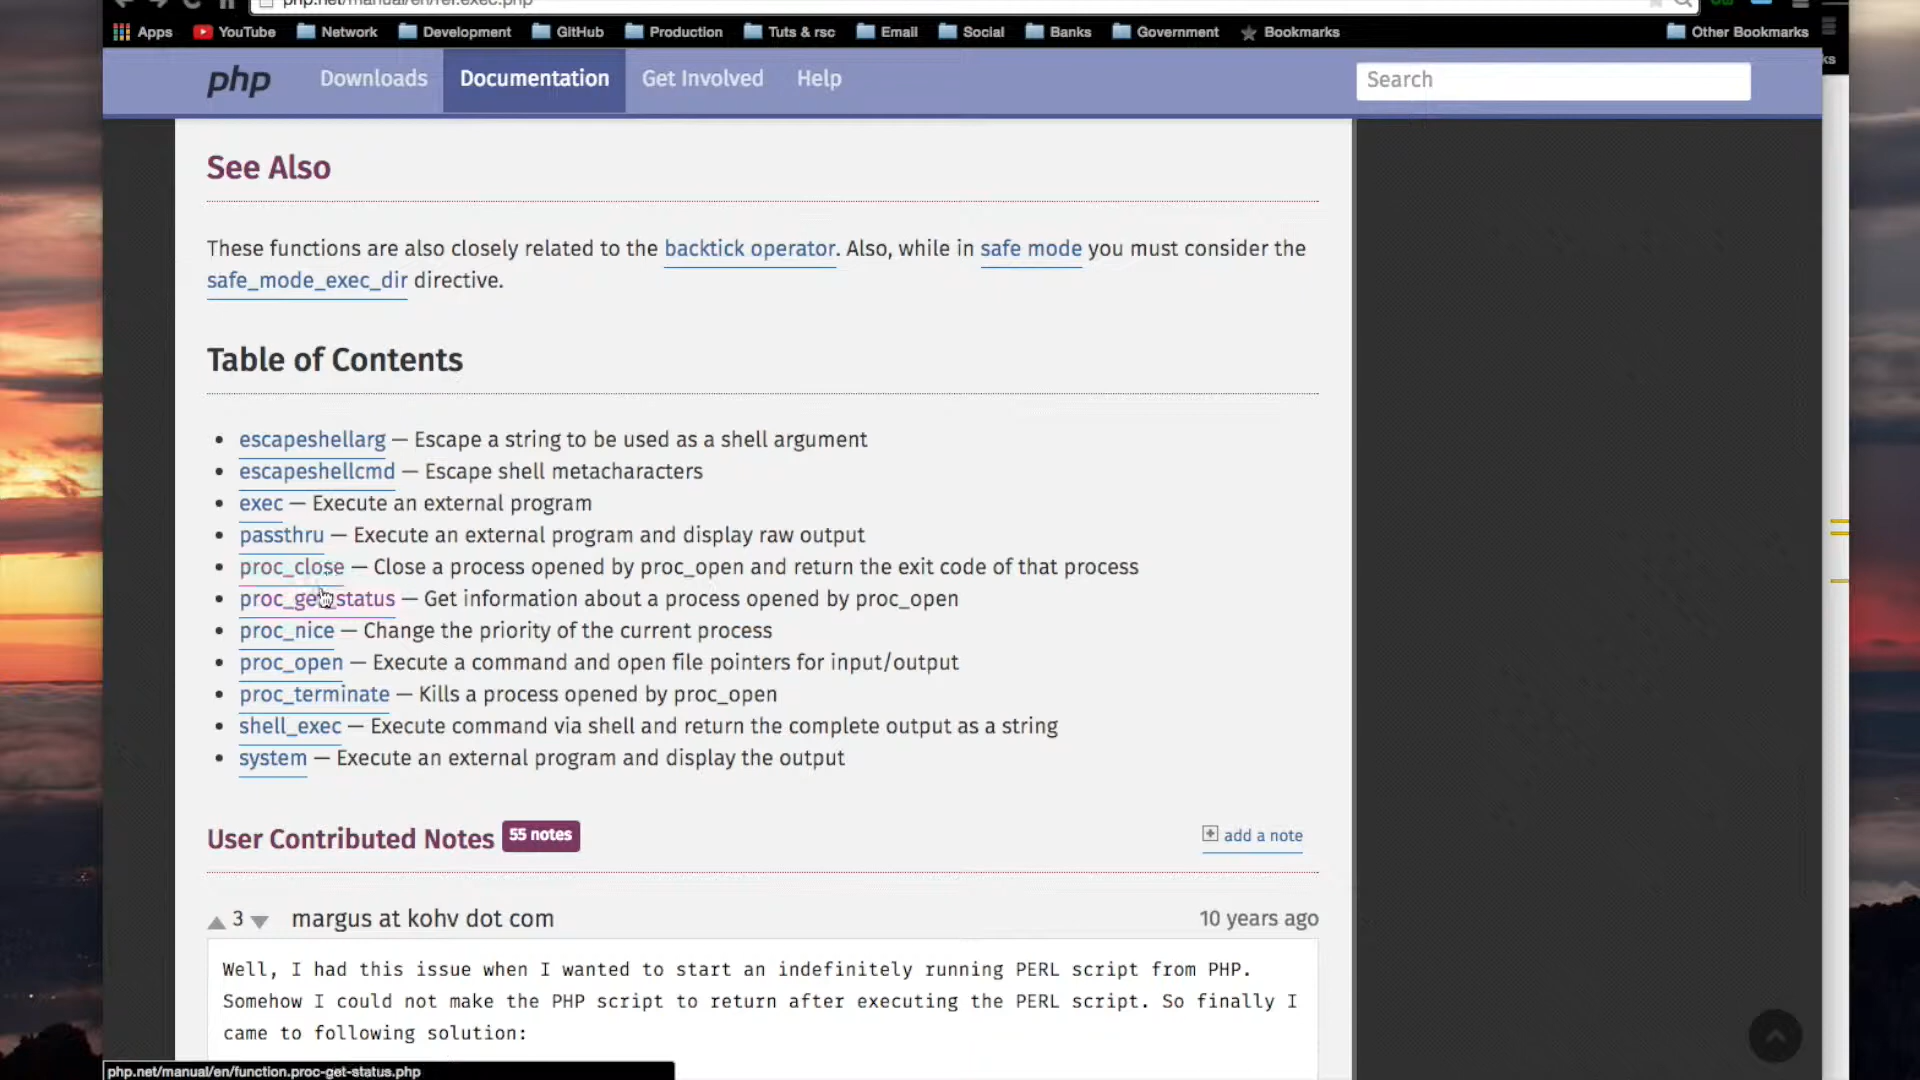 php.net/manual/en/ref.exec.php
Apps YouTube Network Development GitHub Production Tuts & rsc Email Social Banks Government Bookmarks Other Bookmarks
ks
php Downloads Documentation Get Involved Help Search
See Also
These functions are also closely related to the backtick operator. Also, while in safe mode you must consider the
safe_mode_exec_dir directive.
Table of Contents
• escapeshellarg — Escape a string to be used as a shell argument
• escapeshellcmd — Escape shell metacharacters
• exec — Execute an external program
• passthru — Execute an external program and display raw output
• proc_close — Close a process opened by proc_open and return the exit code of that process
• proc_get_status — Get information about a process opened by proc_open
• proc_nice — Change the priority of the current process
• proc_open — Execute a command and open file pointers for input/output
• proc_terminate — Kills a process opened by proc_open
• shell_exec — Execute command via shell and return the complete output as a string
• system — Execute an external program and display the output
User Contributed Notes 55 notes add a note
3 margus at kohv dot com 10 years ago
Well, I had this issue when I wanted to start an indefinitely running PERL script from PHP.
Somehow I could not make the PHP script to return after executing the PERL script. So finally I
came to following solution:
php.net/manual/en/function.proc-get-status.php